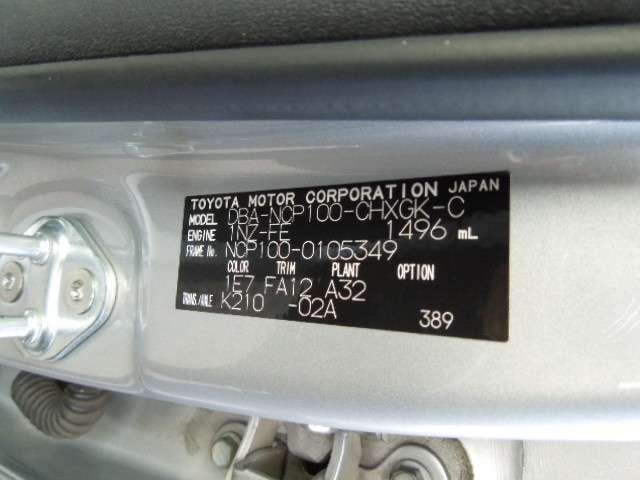 TOYOTA MOTOR CORPORATION JAPAN
MODEL DBA-NCP100-CHXGK-C
ENGINE 1NZ-FE 1496 mL
FRAME No. NCP100-0105349
COLOR TRIM PLANT OPTION
1E7 FA12 A32
TRANS./AXLE K210 -02A
389